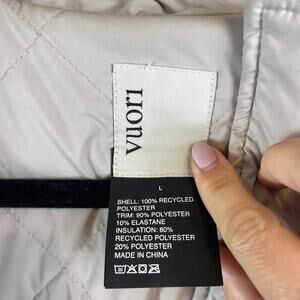 vuori
L
SHELL: 100% RECYCLED
POLYESTER
TRIM: 90% POLYESTER
10% ELASTANE
INSULATION: 80%
RECYCLED POLYESTER
20% POLYESTER
MADE IN CHINA